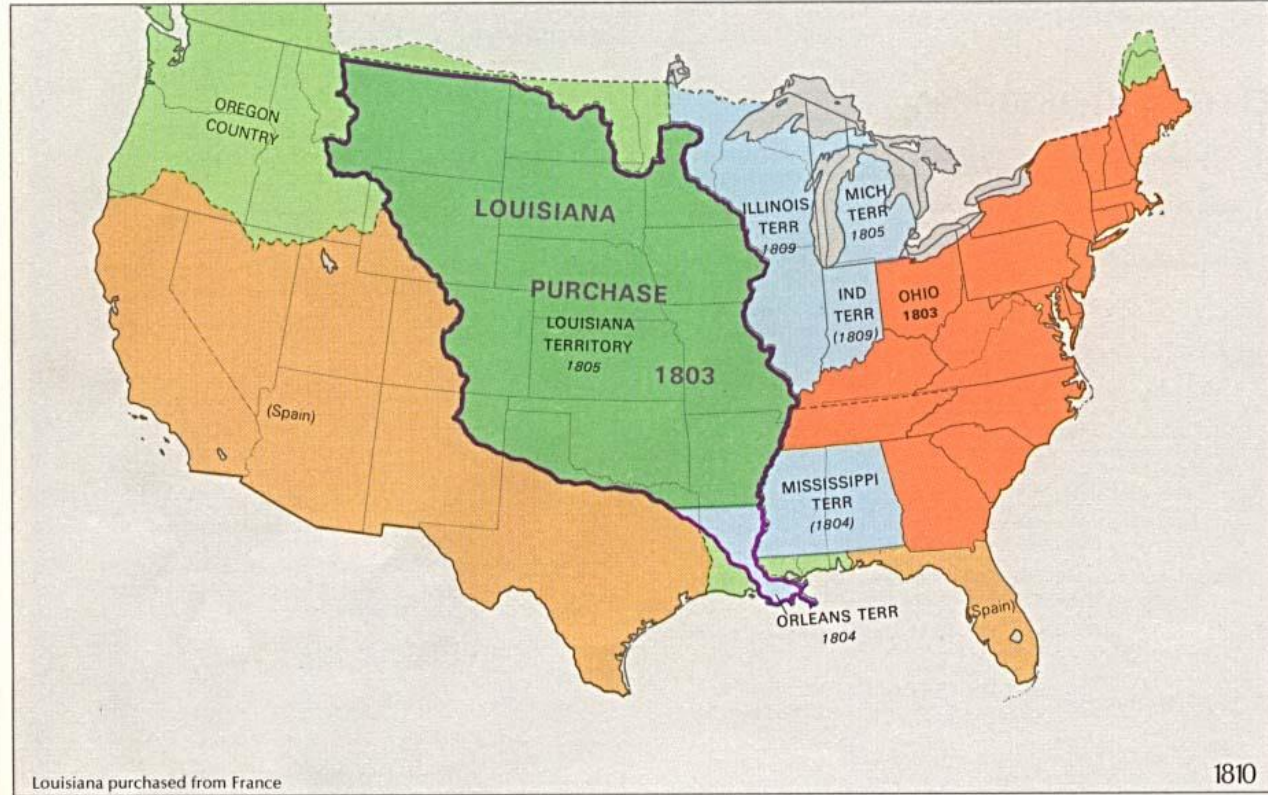 OREGON
COUNTRY
LOUISIANA
PURCHASE
LOUISIANA
TERRITORY
1805
1803
ILLINOIS
TERR
1809
MICH
TERR
1805
IND
TERR
(1809)
OHIO
1803
(Spain)
MISSISSIPPI
TERR
(1804)
ORLEANS TERR
1804
(Spain)
Louisiana purchased from France
1810